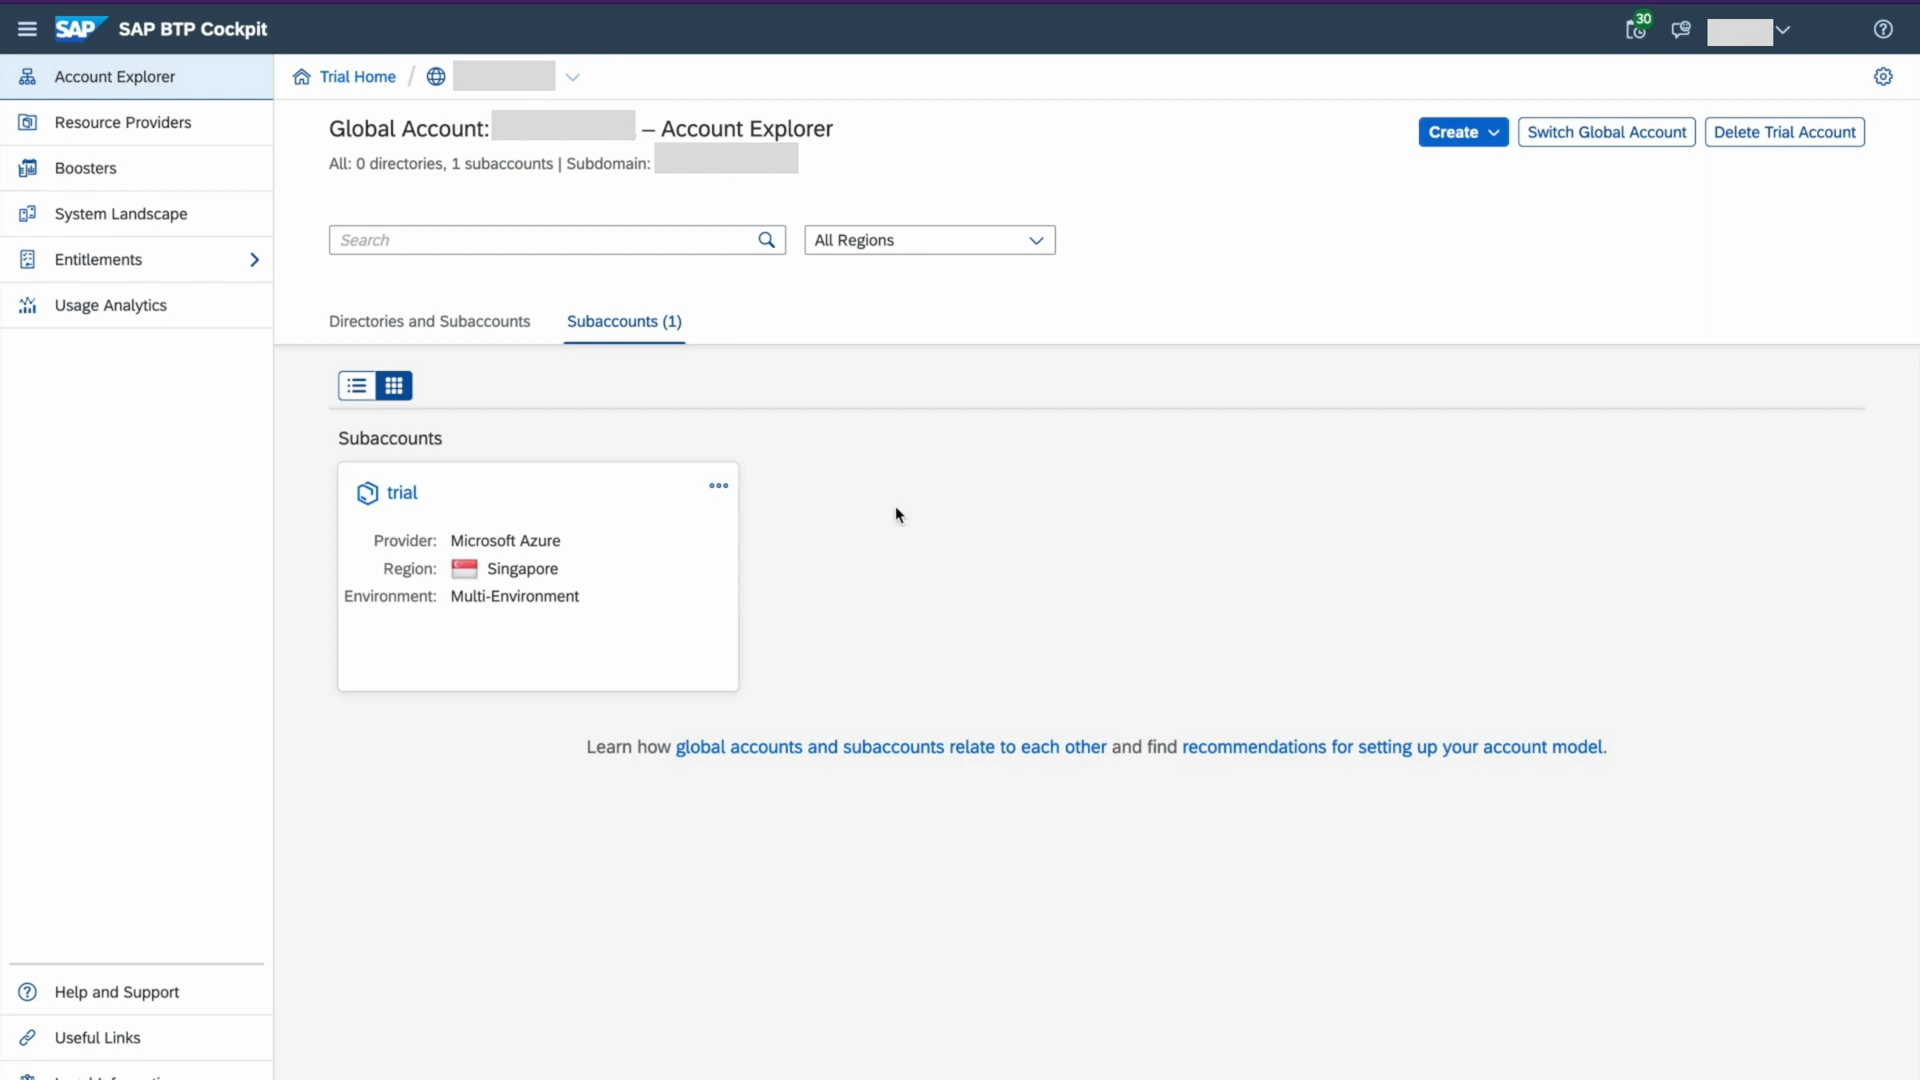 SAP SAP BTP Cockpit
30
Account Explorer
Resource Providers
Boosters
System Landscape
Entitlements
Usage Analytics
Trial Home /
Global Account: – Account Explorer
All: 0 directories, 1 subaccounts | Subdomain:
Create
Switch Global Account
Delete Trial Account
Search
All Regions
Directories and Subaccounts
Subaccounts (1)
Subaccounts
trial
Provider: Microsoft Azure
Region: Singapore
Environment: Multi-Environment
Learn how global accounts and subaccounts relate to each other and find recommendations for setting up your account model.
Help and Support
Useful Links